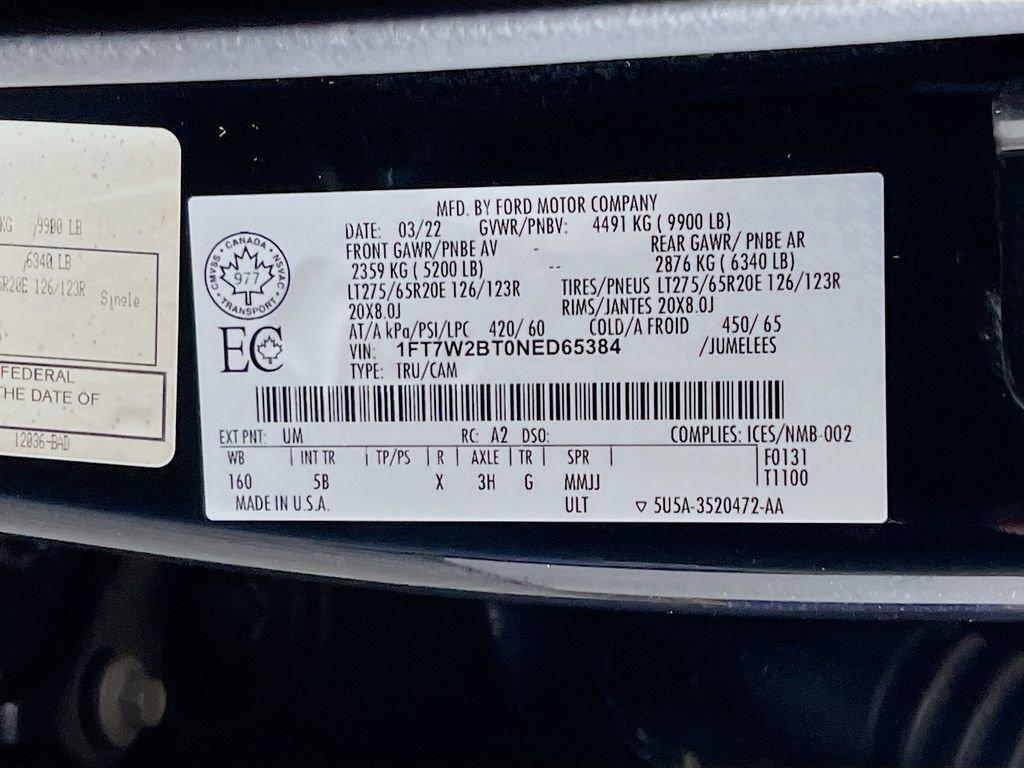 KG /9900 LB
6340 LB
5R20E 126/123R
Single
FEDERAL
THE DATE OF
12036-BAD
MFD. BY FORD MOTOR COMPANY
DATE: 03/22 GVWR/PNBV: 4491 KG ( 9900 LB)
FRONT GAWR/PNBE AV - REAR GAWR/ PNBE AR
2359 KG ( 5200 LB) -- 2876 KG ( 6340 LB)
LT275/65R20E 126/123R TIRES/PNEUS LT275/65R20E 126/123R
20X8.0J RIMS/JANTES 20X8.0J
AT/A kPa/PSI/LPC 420/ 60 COLD/A FROID 450/ 65
VIN: 1FT7W2BT0NED65384 /JUMELEES
TYPE: TRU/CAM
CANADA
CMVSS NSVAC
977
TRANSPORT
EC
EXT PNT: UM RC: A2 DSO: COMPLIES: ICES/NMB-002
WB | INT TR | TP/PS | R | AXLE | TR | SPR | F0131
160 5B X 3H G MMJJ T1100
MADE IN U.S.A. ULT ▽ 5U5A-3520472-AA